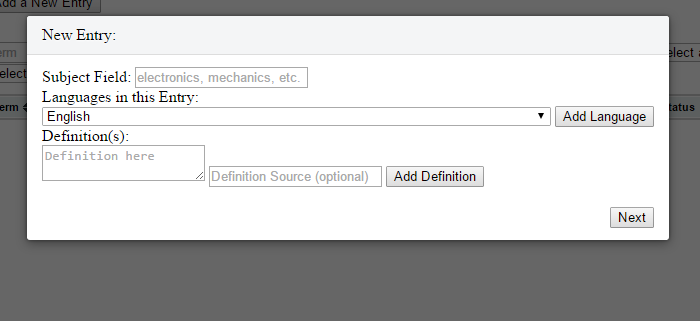 dd a New Entry
New Entry:
erm
elect a
Subject Field: electronics, mechanics, etc.
elect
Languages in this Entry:
English Add Language
erm tatus
Definition(s):
Definition here
Definition Source (optional) Add Definition
Next